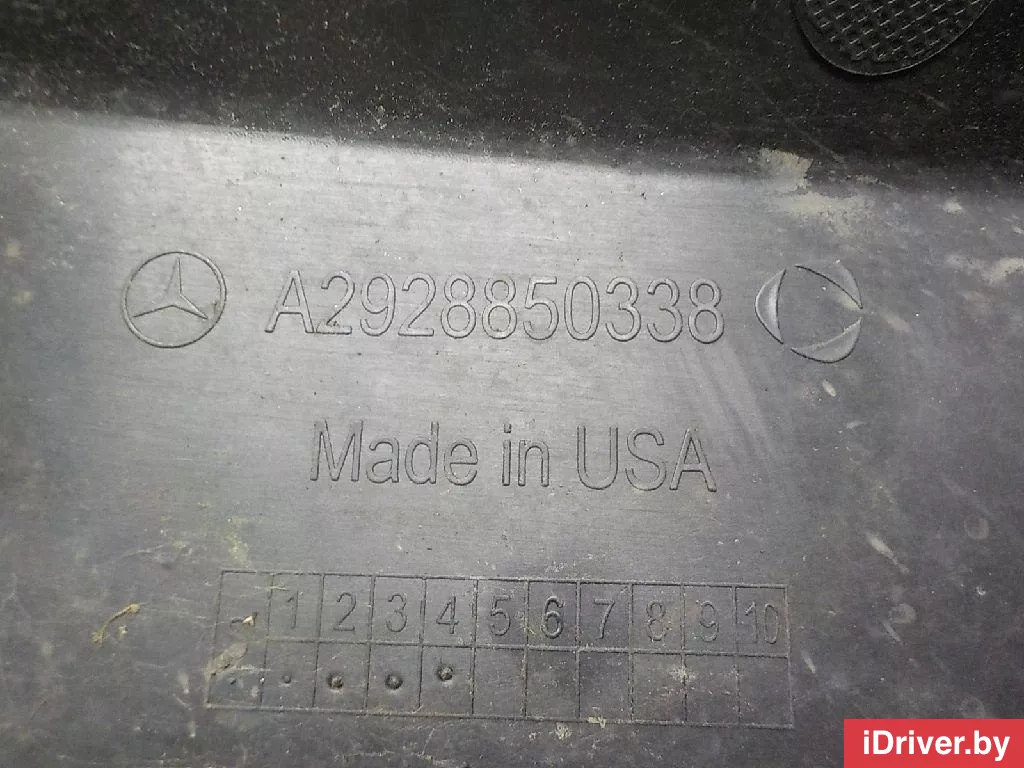 A2928850338
Made in USA
- 1 2 3 4 5 6 7 8 9 10
iDriver.by